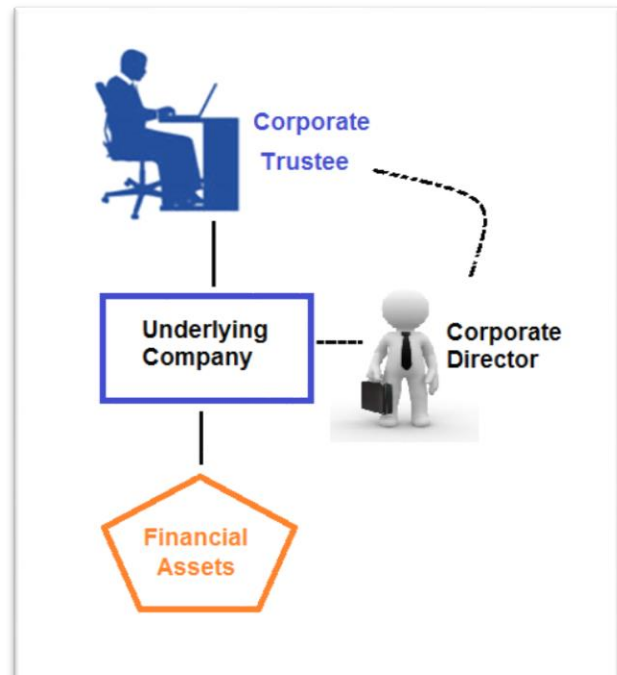 Corporate
Trustee
Underlying
Company
Corporate
Director
Financial
Assets